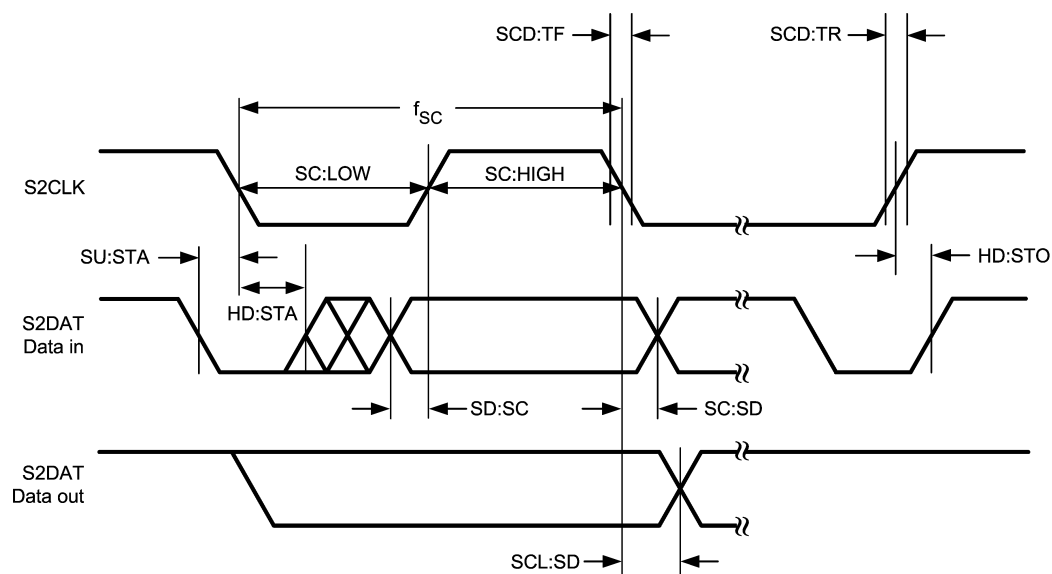 SCD:TF
SCD:TR
fSC
SC:LOW
SC:HIGH
S2CLK
SU:STA
HD:STO
HD:STA
S2DAT
Data in
SD:SC
SC:SD
S2DAT
Data out
SCL:SD